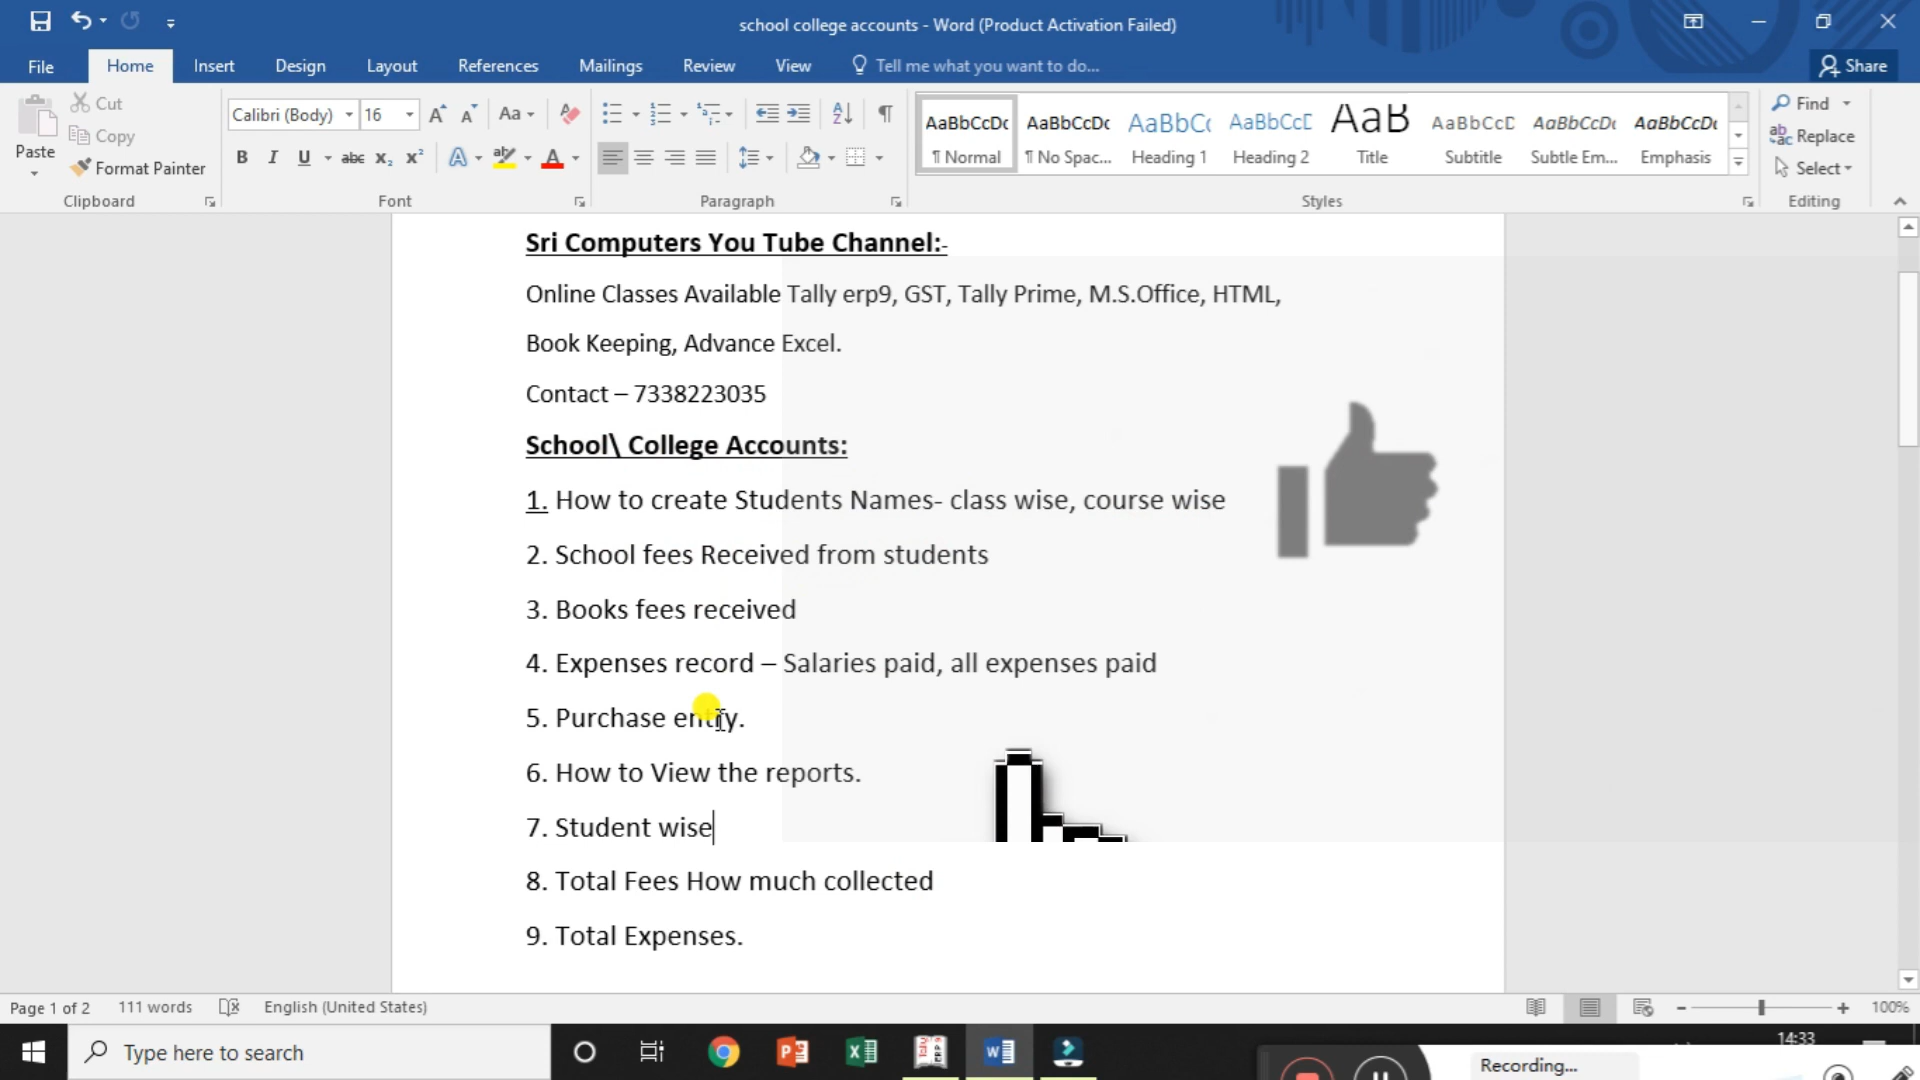 school college accounts - Word (Product Activation Failed)
File Home Insert Design Layout References Mailings Review View Tell me what you want to do... Share
Cut
Copy
Format Painter
Paste
Clipboard
Calibri (Body) 16
Aa
B I U abc X₂ X²
A A
Font
Paragraph
AaBbCcDc AaBbCcDc AaBbCc AaBbCcD AaB AaBbCcD AaBbCcDc AaBbCcDc
¶ Normal ¶ No Spac... Heading 1 Heading 2 Title Subtitle Subtle Em... Emphasis
Styles
Find
Replace
Select
Editing
Sri Computers You Tube Channel:-
Online Classes Available Tally erp9, GST, Tally Prime, M.S.Office, HTML,
Book Keeping, Advance Excel.
Contact – 7338223035
School\ College Accounts:
1. How to create Students Names- class wise, course wise
2. School fees Received from students
3. Books fees received
4. Expenses record – Salaries paid, all expenses paid
5. Purchase entry.
6. How to View the reports.
7. Student wise
8. Total Fees How much collected
9. Total Expenses.
Page 1 of 2 111 words English (United States) 100%
Type here to search
14:33
Recording...